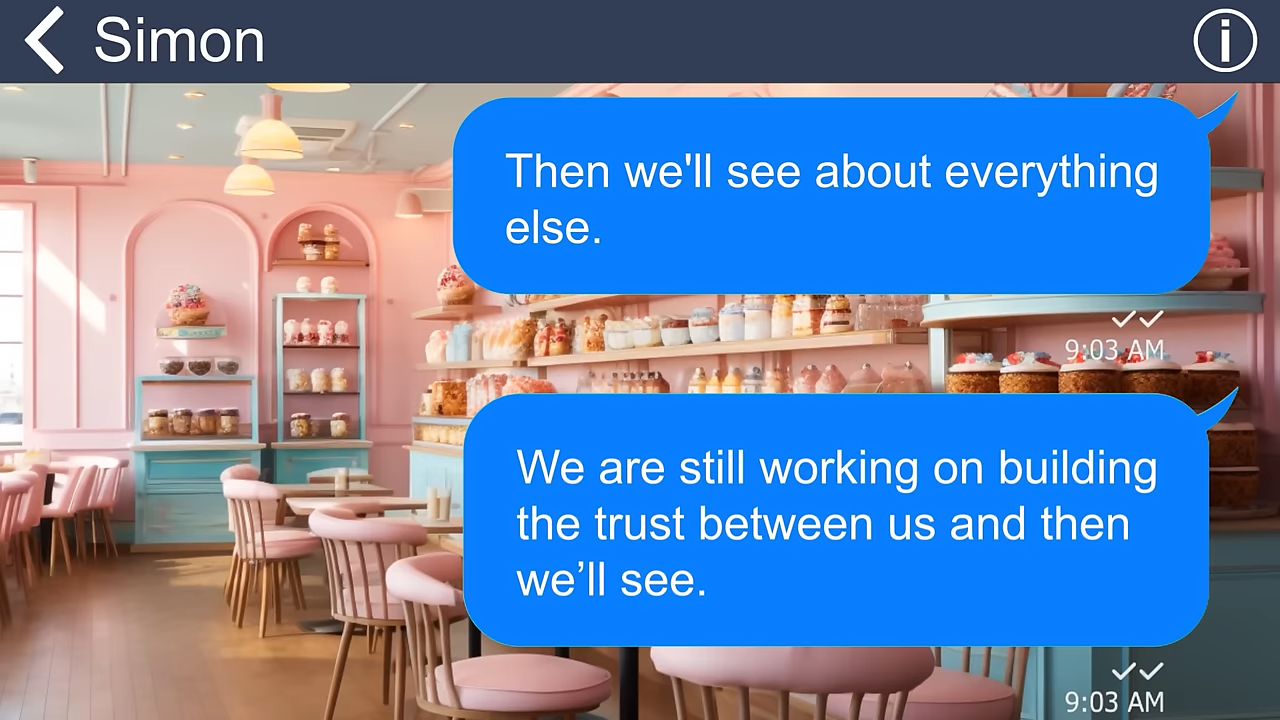 Simon
Then we'll see about everything
else.
9:03 AM
We are still working on building
the trust between us and then
we’ll see.
9:03 AM